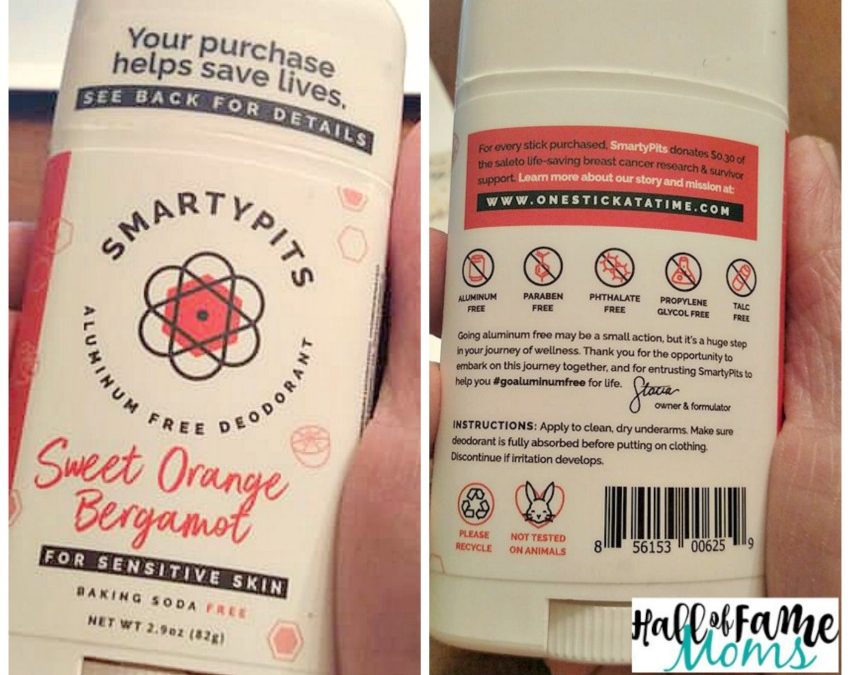 Your purchase
helps save lives.
SEE BACK FOR DETAILS
SMARTYPITS
ALUMINUM FREE DEODORANT
Sweet Orange
Bergamot
FOR SENSITIVE SKIN
BAKING SODA FREE
NET WT 2.9oz (82g)
For every stick purchased, SmartyPits donates $0.30 of
the saleto life-saving breast cancer research & survivor
support. Learn more about our story and mission at:
WWW.ONESTICKATATIME.COM
ALUMINUM
FREE
PARABEN
FREE
PHTHALATE
FREE
PROPYLENE
GLYCOL FREE
TALC
FREE
Going aluminum free may be a small action, but it's a huge step
in your journey of wellness. Thank you for the opportunity to
embark on this journey together, and for entrusting SmartyPits to
help you #goaluminumfree for life. Stacia
owner & formulator
INSTRUCTIONS: Apply to clean, dry underarms. Make sure
deodorant is fully absorbed before putting on clothing.
Discontinue if irritation develops.
PLEASE
RECYCLE
NOT TESTED
ON ANIMALS
8 56153 00625 9
Hall of Fame
Moms